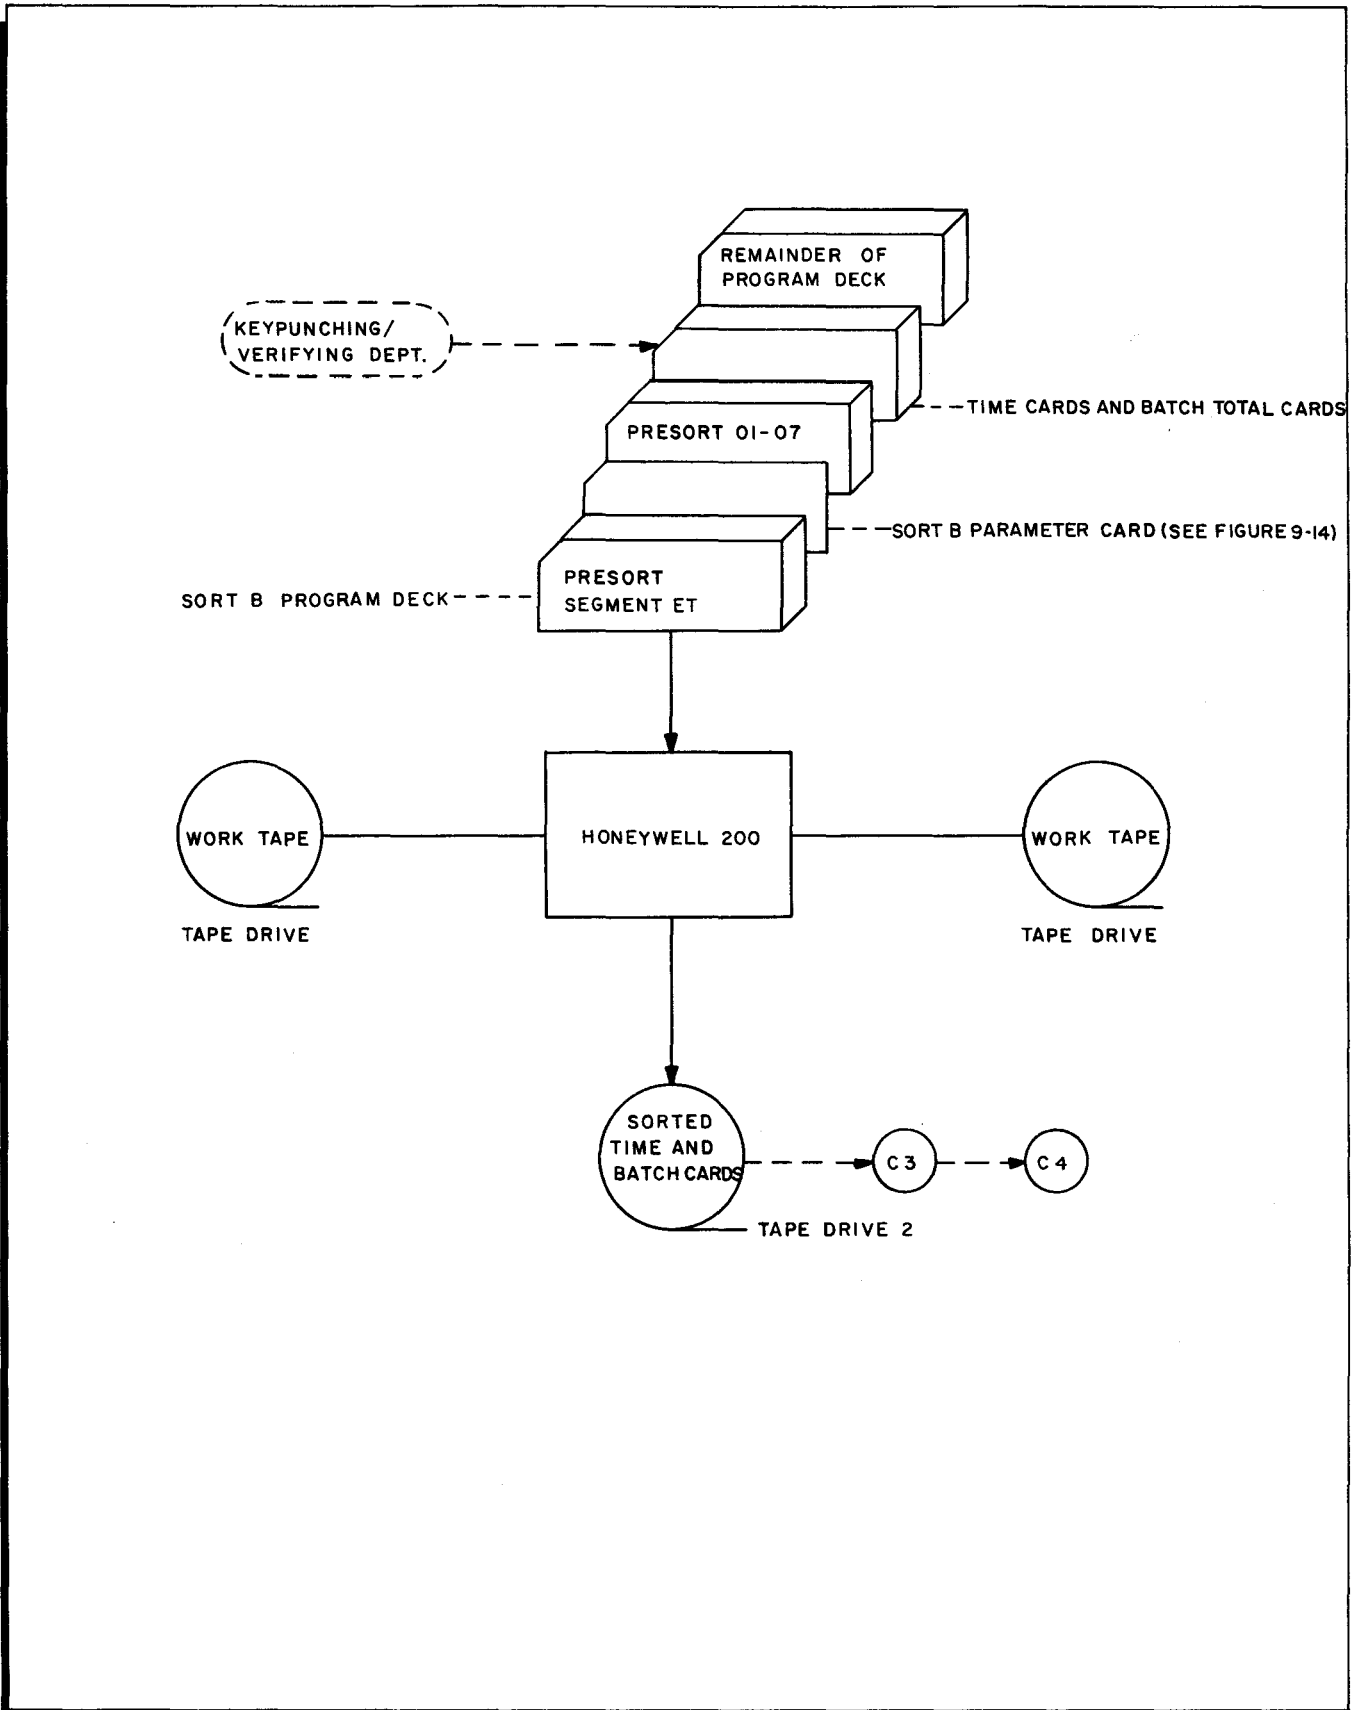 REMAINDER OF
PROGRAM DECK
KEYPUNCHING/
VERIFYING DEPT.
TIME CARDS AND BATCH TOTAL CARDS
PRESORT 01-07
SORT B PARAMETER CARD (SEE FIGURE 9-14)
PRESORT
SEGMENT ET
SORT B PROGRAM DECK
WORK TAPE
HONEYWELL 200
WORK TAPE
TAPE DRIVE
TAPE DRIVE
SORTED
TIME AND
BATCH CARDS
C3
C4
TAPE DRIVE 2